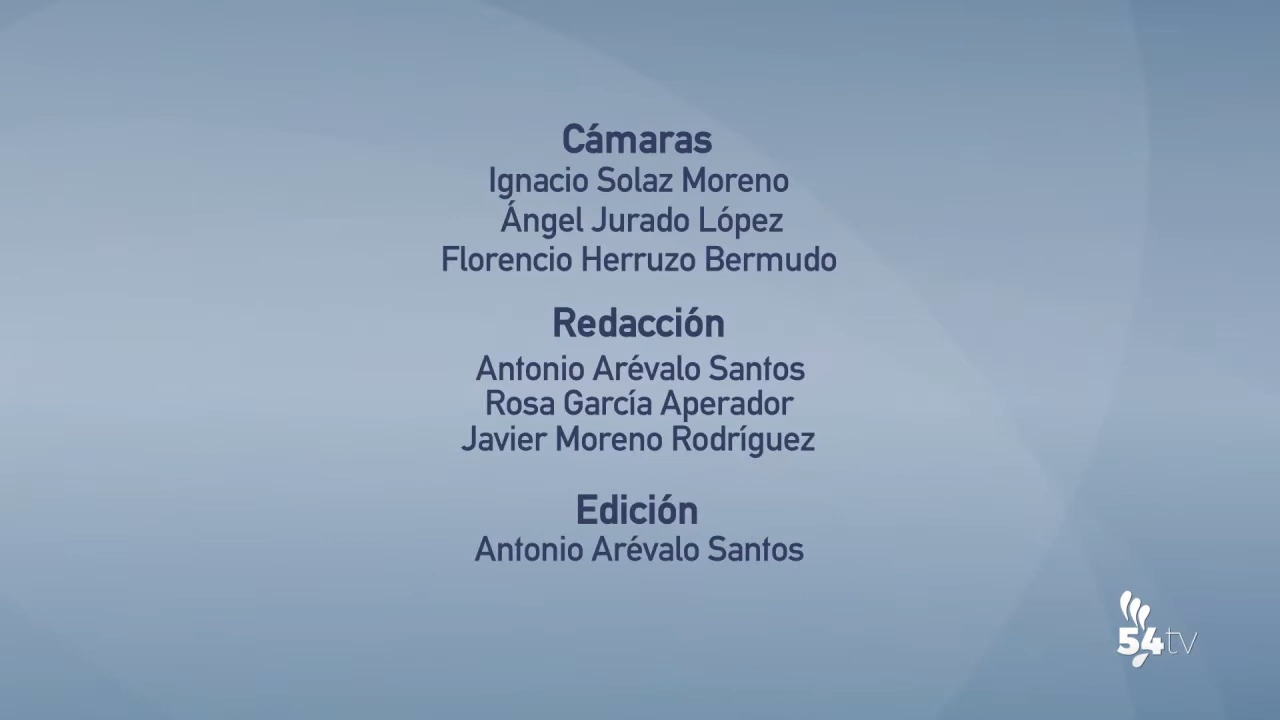 Cámaras
Ignacio Solaz Moreno
Ángel Jurado López
Florencio Herruzo Bermudo
Redacción
Antonio Arévalo Santos
Rosa García Aperador
Javier Moreno Rodríguez
Edición
Antonio Arévalo Santos
54tv